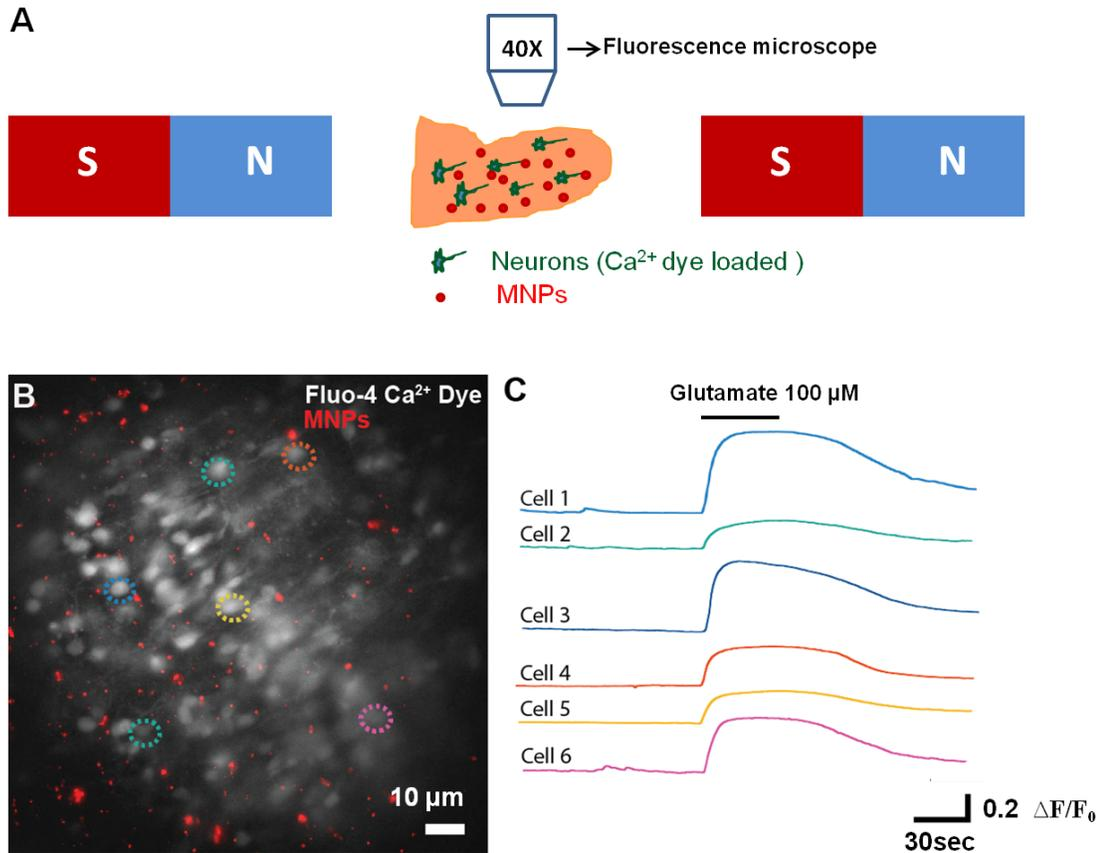 A
40X
Fluorescence microscope
S N S N
Neurons (Ca²⁺ dye loaded )
MNPs
B
Fluo-4 Ca²⁺ Dye
MNPs
10 µm
C
Glutamate 100 µM
Cell 1
Cell 2
Cell 3
Cell 4
Cell 5
Cell 6
0.2 ΔF/F₀
30sec